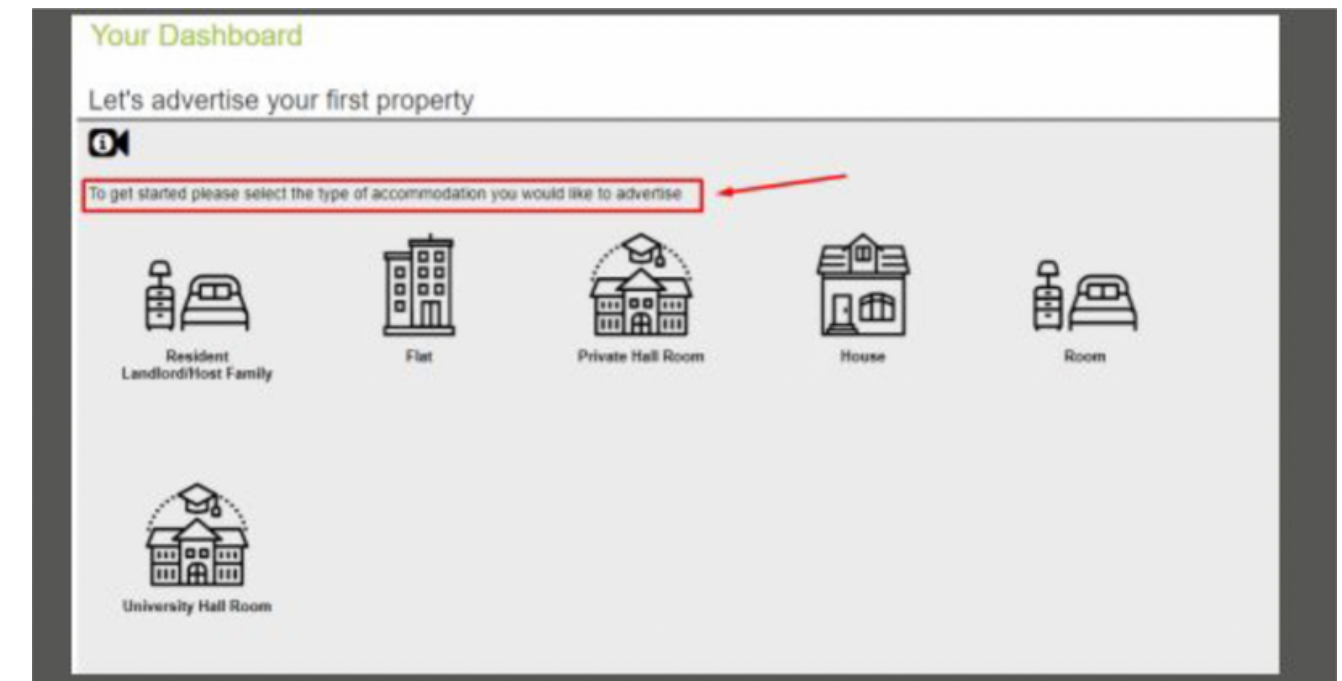 Your Dashboard
Let's advertise your first property
To get started please select the type of accommodation you would like to advertise
Resident
Landlord/Host Family
Flat
Private Hall Room
House
Room
University Hall Room